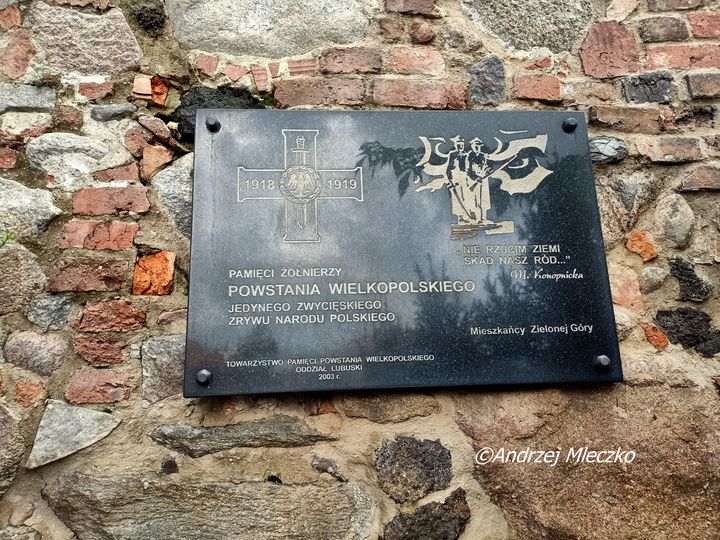 1918 1919
„NIE RZUCIM ZIEMI
SKĄD NASZ RÓD..."
M. Konopnicka
PAMIĘCI ŻOŁNIERZY
POWSTANIA WIELKOPOLSKIEGO
JEDYNEGO ZWYCIĘSKIEGO
ZRYWU NARODU POLSKIEGO
Mieszkańcy Zielonej Góry
TOWARZYSTWO PAMIĘCI POWSTANIA WIELKOPOLSKIEGO
ODDZIAŁ LUBUSKI
2003 r.
©Andrzej Mleczko